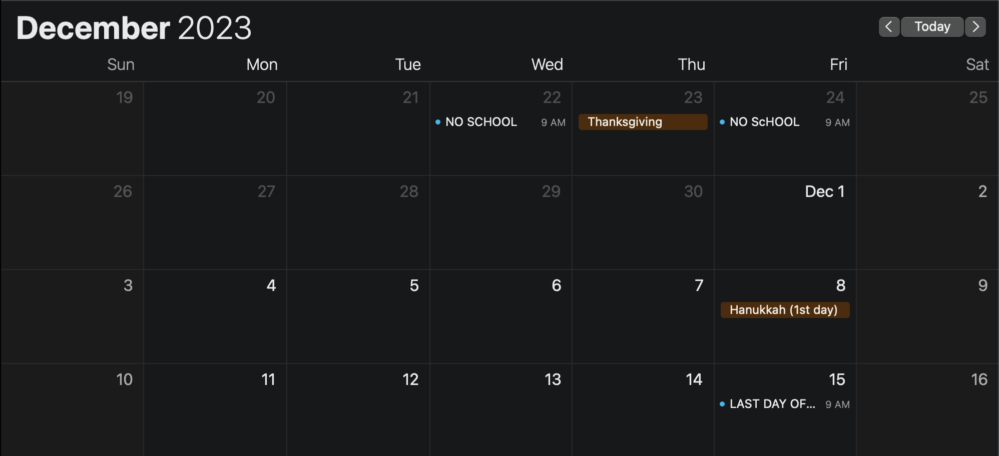 December 2023
Today
Sun Mon Tue Wed Thu Fri Sat
19 20 21 22 23 24 25
NO SCHOOL 9 AM Thanksgiving NO ScHOOL 9 AM
26 27 28 29 30 Dec 1 2
3 4 5 6 7 8 9
Hanukkah (1st day)
10 11 12 13 14 15 16
LAST DAY OF... 9 AM